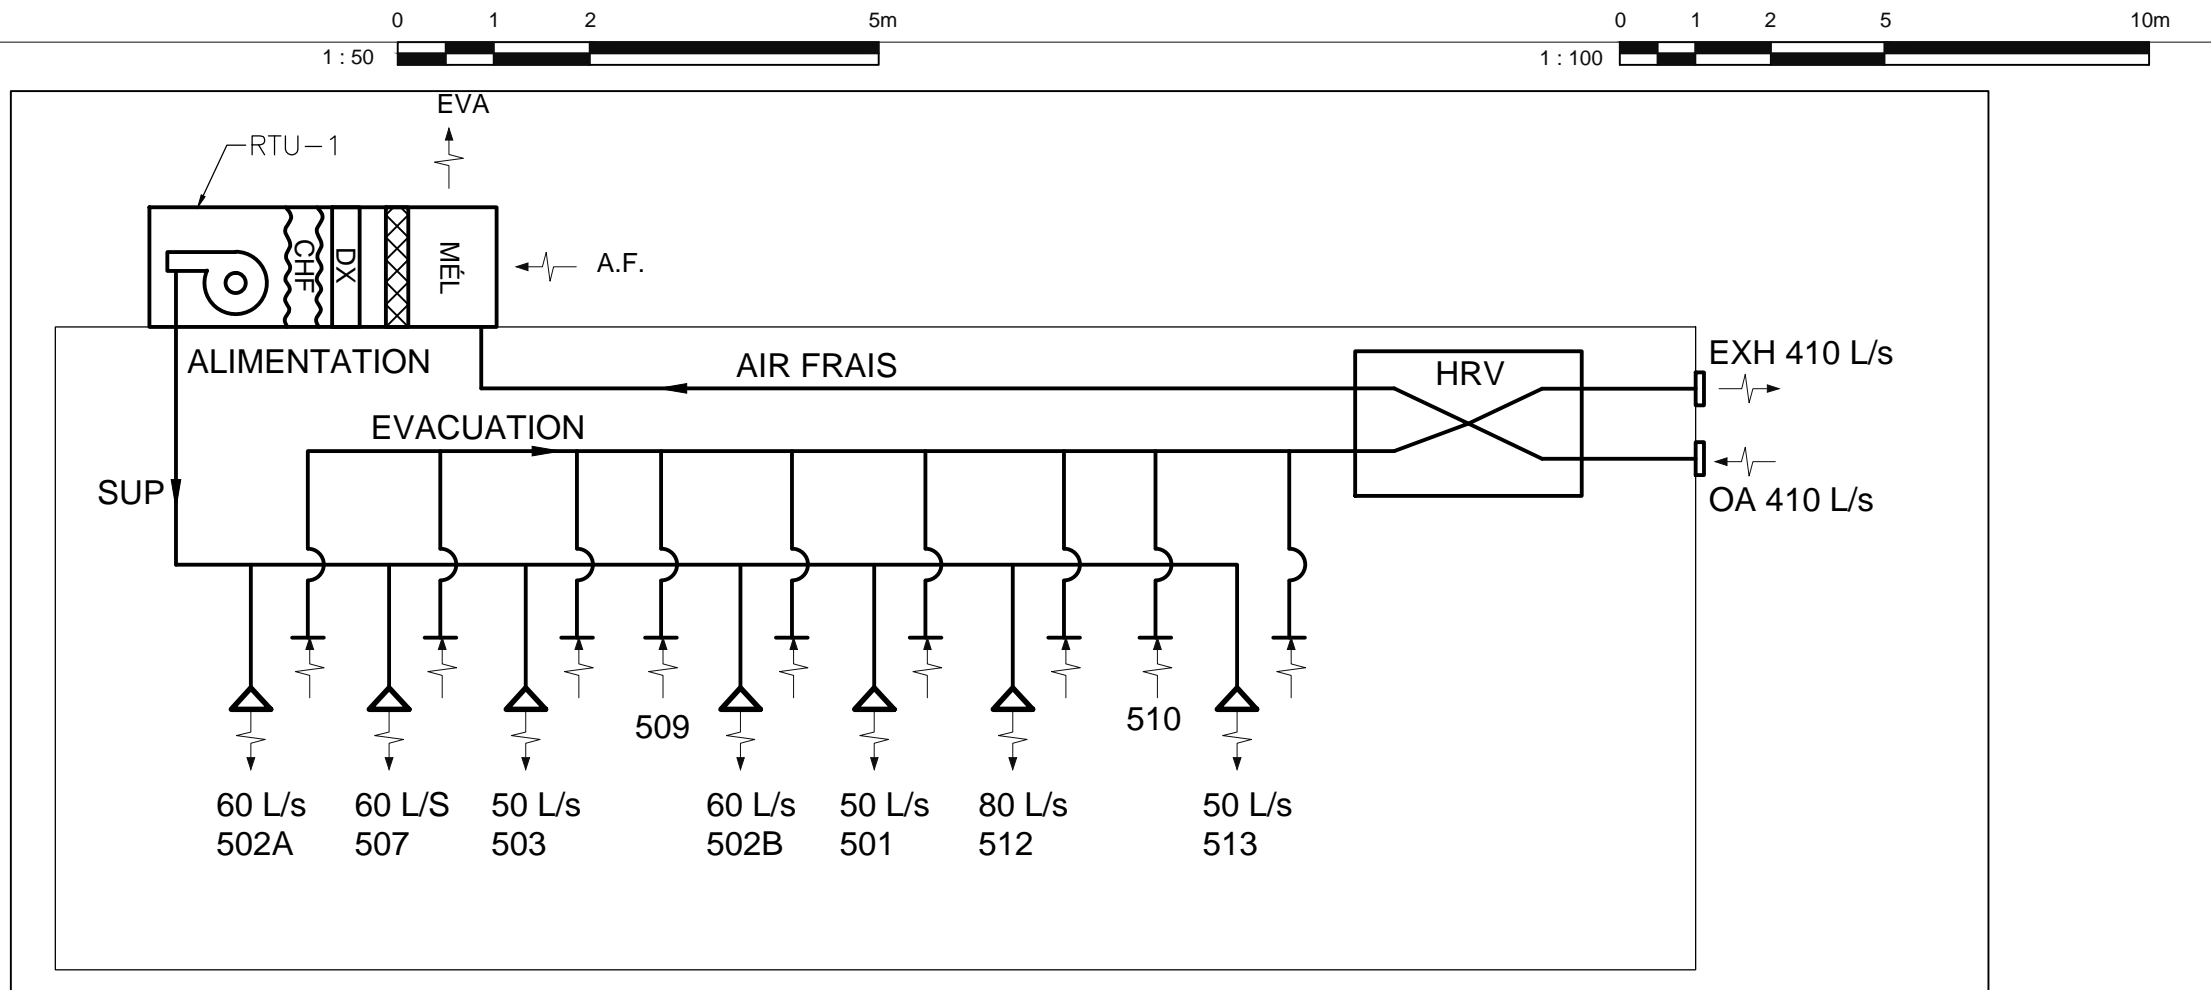 0 1 2 5m
1 : 50
0 1 2 5 10m
1 : 100
EVA
RTU-1
CHF
DX
MÉL
A.F.
ALIMENTATION
AIR FRAIS
HRV
EXH 410 L/s
EVACUATION
SUP
OA 410 L/s
509
510
60 L/s
502A
60 L/S
507
50 L/s
503
60 L/s
502B
50 L/s
501
80 L/s
512
50 L/s
513